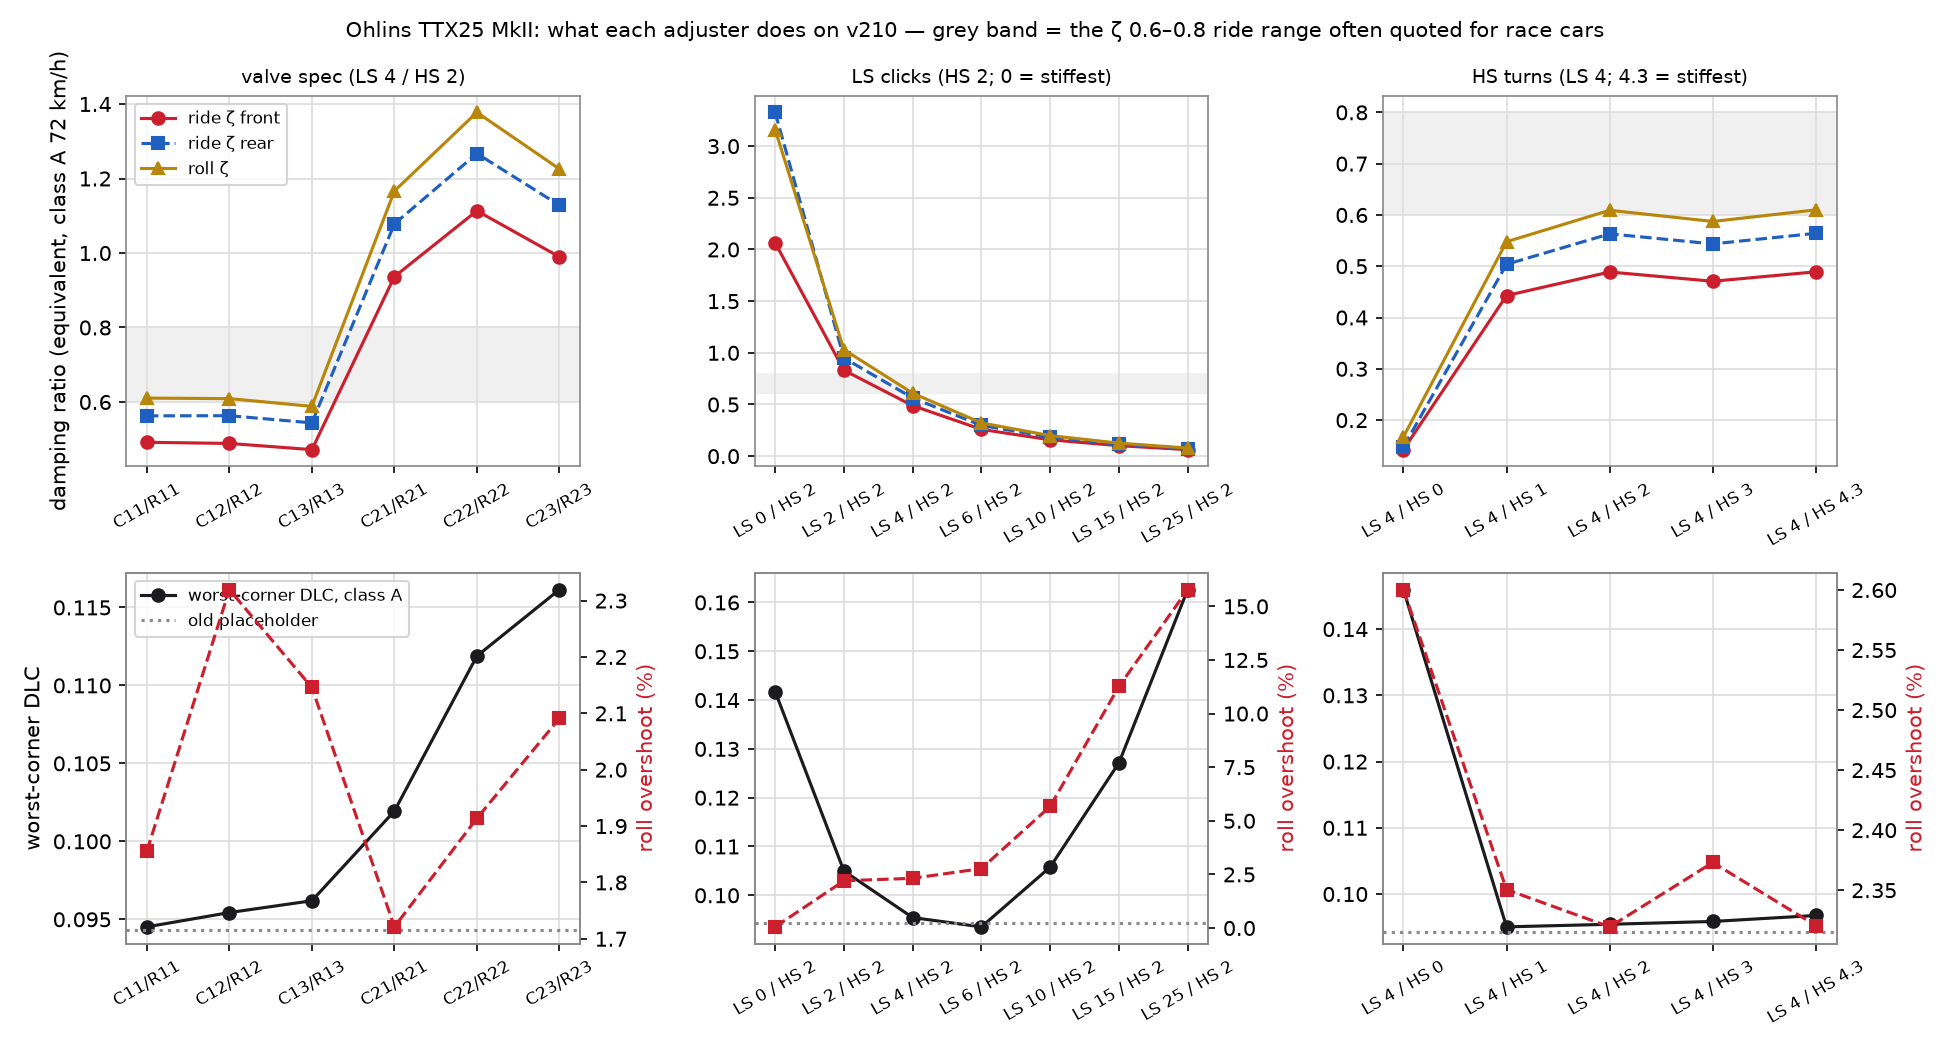 Ohlins TTX25 MkII: what each adjuster does on v210 — grey band = the ζ 0.6–0.8 ride range often quoted for race cars
valve spec (LS 4 / HS 2)
damping ratio (equivalent, class A 72 km/h)
1.4
1.2
1.0
0.8
0.6
ride ζ front
ride ζ rear
roll ζ
C11/R11
C12/R12
C13/R13
C21/R21
C22/R22
C23/R23
LS clicks (HS 2; 0 = stiffest)
3.0
2.5
2.0
1.5
1.0
0.5
0.0
LS 0 / HS 2
LS 2 / HS 2
LS 4 / HS 2
LS 6 / HS 2
LS 10 / HS 2
LS 15 / HS 2
LS 25 / HS 2
HS turns (LS 4; 4.3 = stiffest)
0.8
0.7
0.6
0.5
0.4
0.3
0.2
LS 4 / HS 0
LS 4 / HS 1
LS 4 / HS 2
LS 4 / HS 3
LS 4 / HS 4.3
worst-corner DLC
0.115
0.110
0.105
0.100
0.095
worst-corner DLC, class A
old placeholder
2.3
2.2
2.1
2.0
1.9
1.8
1.7
roll overshoot (%)
C11/R11
C12/R12
C13/R13
C21/R21
C22/R22
C23/R23
0.16
0.15
0.14
0.13
0.12
0.11
0.10
15.0
12.5
10.0
7.5
5.0
2.5
0.0
roll overshoot (%)
LS 0 / HS 2
LS 2 / HS 2
LS 4 / HS 2
LS 6 / HS 2
LS 10 / HS 2
LS 15 / HS 2
LS 25 / HS 2
0.14
0.13
0.12
0.11
0.10
2.60
2.55
2.50
2.45
2.40
2.35
roll overshoot (%)
LS 4 / HS 0
LS 4 / HS 1
LS 4 / HS 2
LS 4 / HS 3
LS 4 / HS 4.3